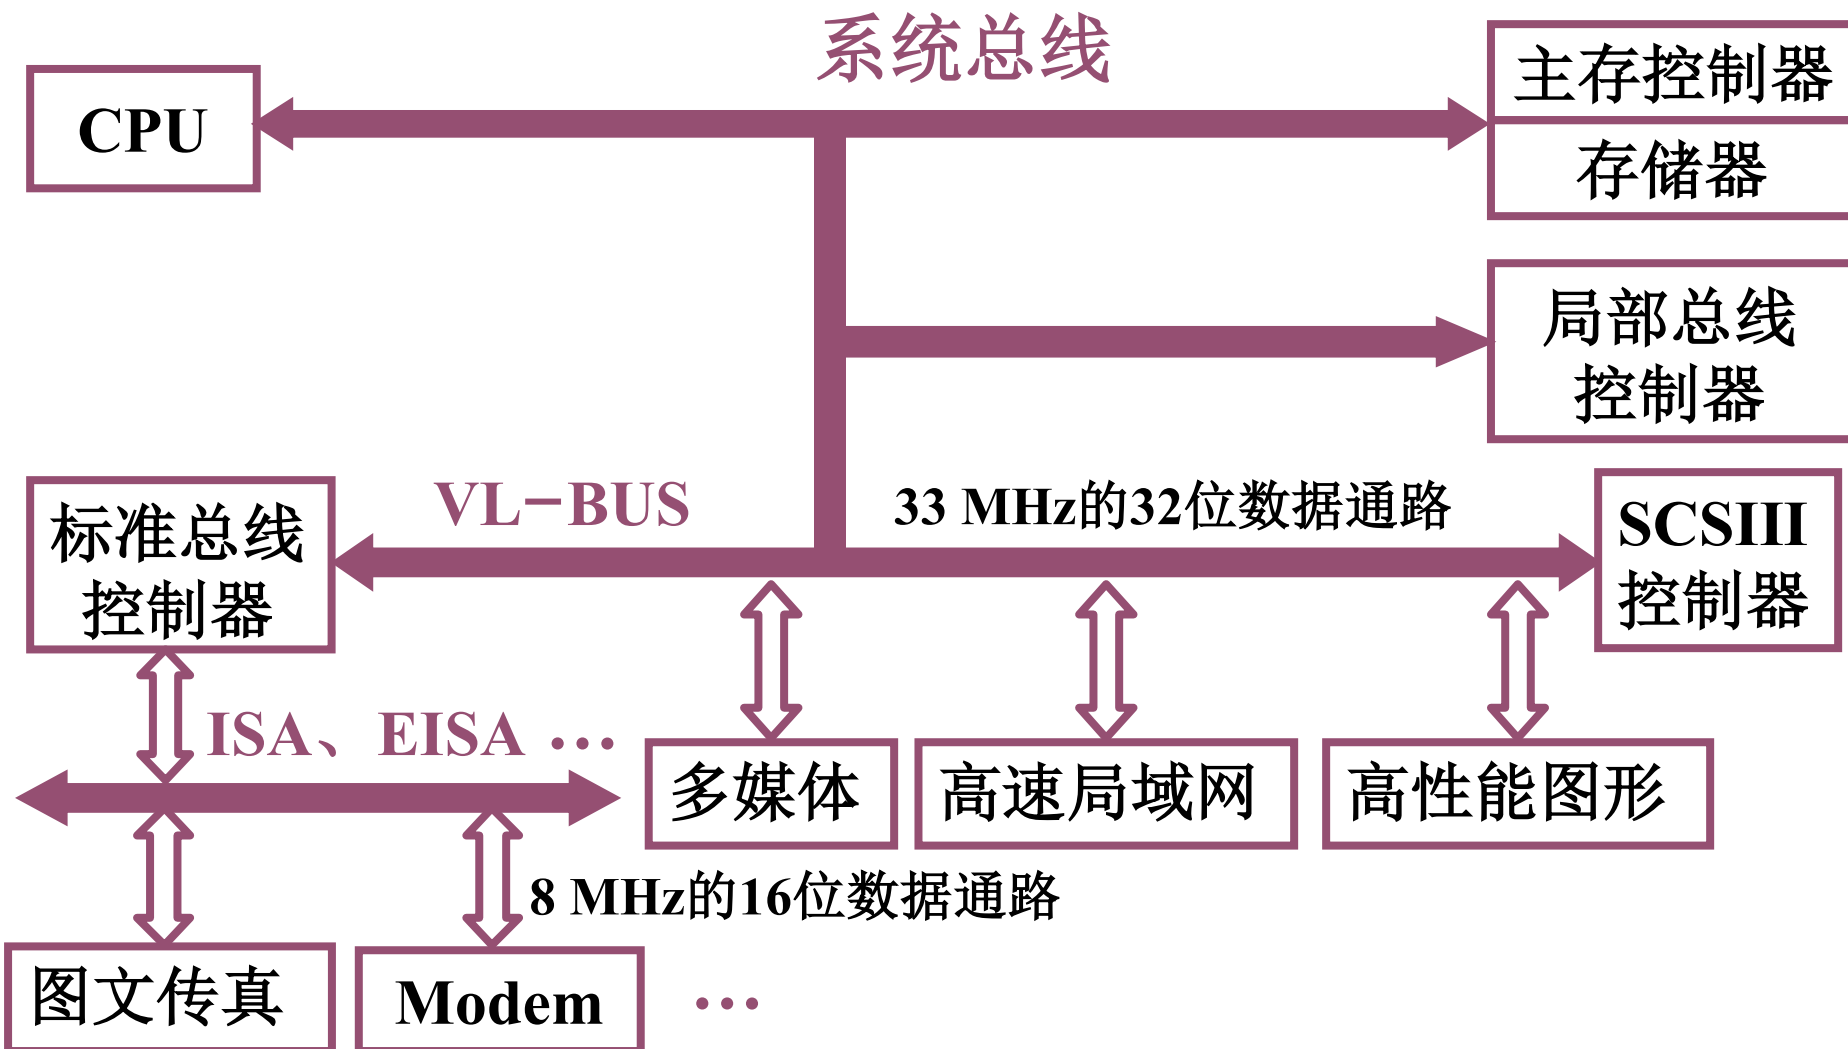 系统总线
CPU
主存控制器
存储器
局部总线
控制器
VL-BUS
33 MHz的32位数据通路
标准总线
控制器
SCSIII
控制器
ISA、EISA …
多媒体
高速局域网
高性能图形
8 MHz的16位数据通路
图文传真
Modem
…